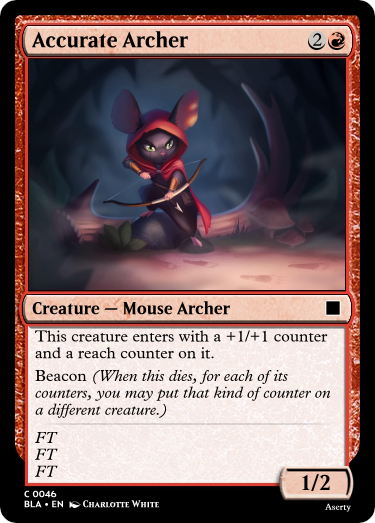 Accurate Archer 2
Creature — Mouse Archer
This creature enters with a +1/+1 counter
and a reach counter on it.
Beacon (When this dies, for each of its
counters, you may put that kind of counter on
a different creature.)
FT
FT
FT
1/2
C 0046
BLA • EN Charlotte White
Aserty